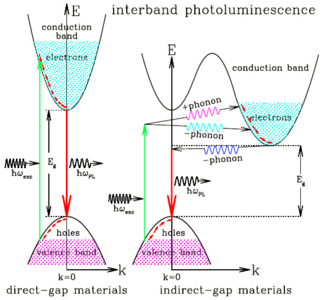 interband photoluminescence
E
conduction
band
electrons
E_g
ħω_exc
ħω_PL
holes
valence band
k
k=0
direct-gap materials
E
conduction band
+phonon
−phonon
electrons
−phonon
E_g
ħω_PL
ħω_exc
holes
valence band
k
k=0
indirect-gap materials